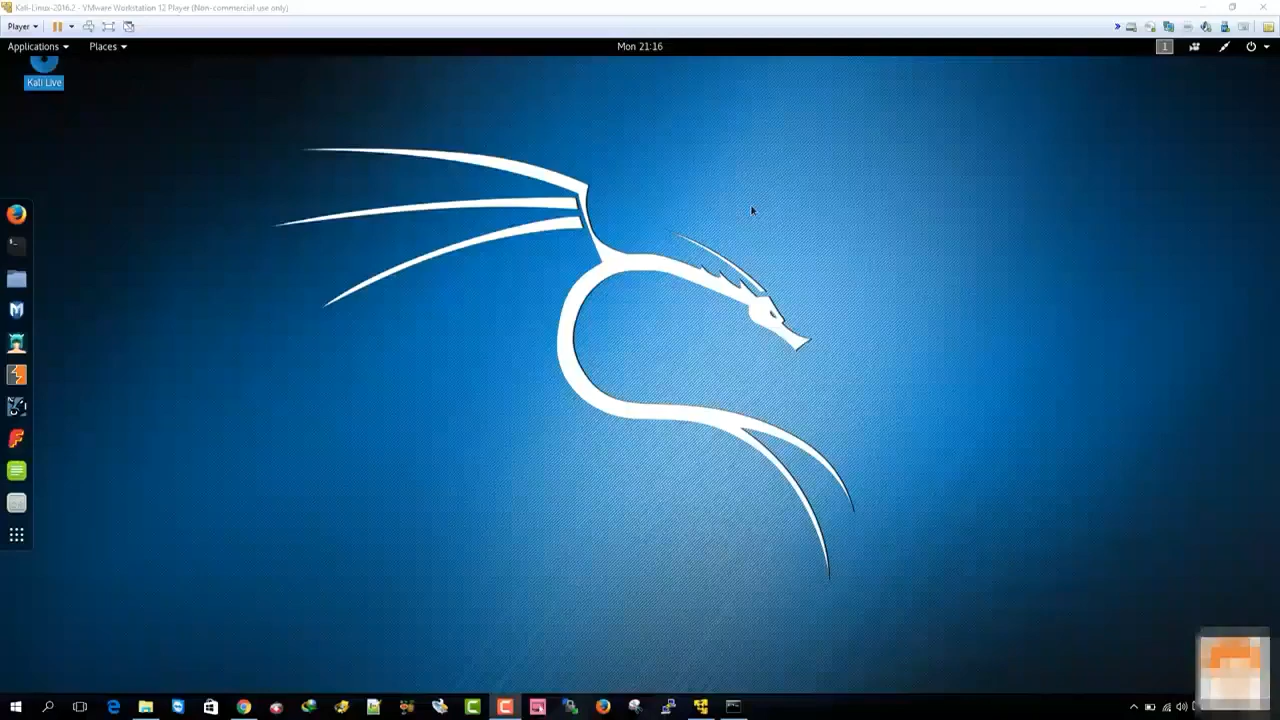 Kali-Linux-2016.2 - VMware Workstation 12 Player (Non-commercial use only)
Player
Applications Places Mon 21:16 1
Kali Live